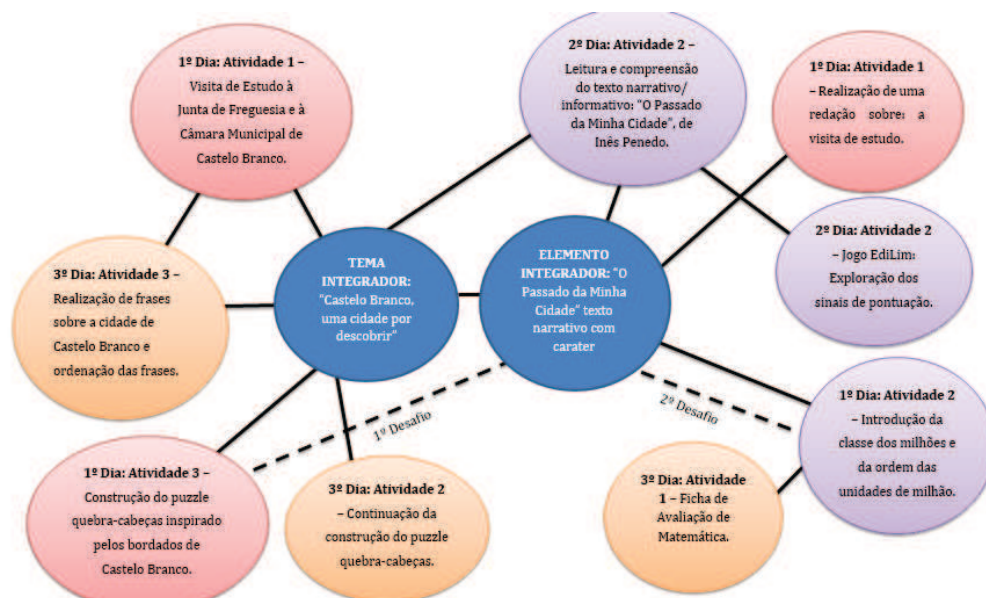 1º Dia: Atividade 1 –
Visita de Estudo à
Junta de Freguesia e à
Câmara Municipal de
Castelo Branco.
2º Dia: Atividade 2 –
Leitura e compreensão
do texto narrativo/
informativo: "O Passado
da Minha Cidade", de
Inês Penedo.
1º Dia: Atividade 1
– Realização de uma
redação sobre: a
visita de estudo.
3º Dia: Atividade 3 –
Realização de frases
sobre a cidade de
Castelo Branco e
ordenação das frases.
TEMA
INTEGRADOR:
"Castelo Branco,
uma cidade por
descobrir"
ELEMENTO
INTEGRADOR: "O
Passado da Minha
Cidade" texto
narrativo com
carater
2º Dia: Atividade 2
– Jogo EdiLim:
Exploração dos
sinais de pontuação.
1º Desafio
2º Desafio
1º Dia: Atividade 2
– Introdução da
classe dos milhões e
da ordem das
unidades de milhão.
1º Dia: Atividade 3 –
Construção do puzzle
quebra-cabeças inspirado
pelos bordados de
Castelo Branco.
3º Dia: Atividade 2
– Continuação da
construção do puzzle
quebra-cabeças.
3º Dia: Atividade
1 – Ficha de
Avaliação de
Matemática.